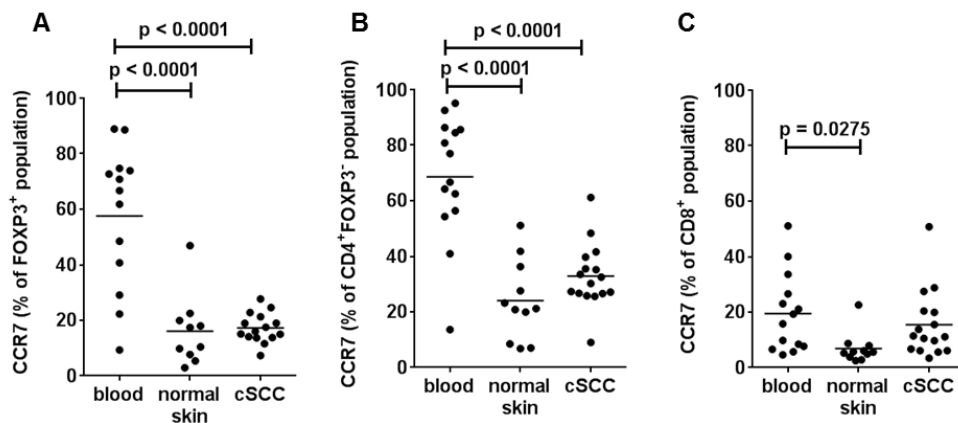 A
p < 0.0001
p < 0.0001
CCR7 (% of FOXP3⁺ population)
100
80
60
40
20
0
blood normal skin cSCC
B
p < 0.0001
p < 0.0001
CCR7 (% of CD4⁺FOXP3⁻ population)
100
80
60
40
20
0
blood normal skin cSCC
C
p = 0.0275
CCR7 (% of CD8⁺ population)
100
80
60
40
20
0
blood normal skin cSCC